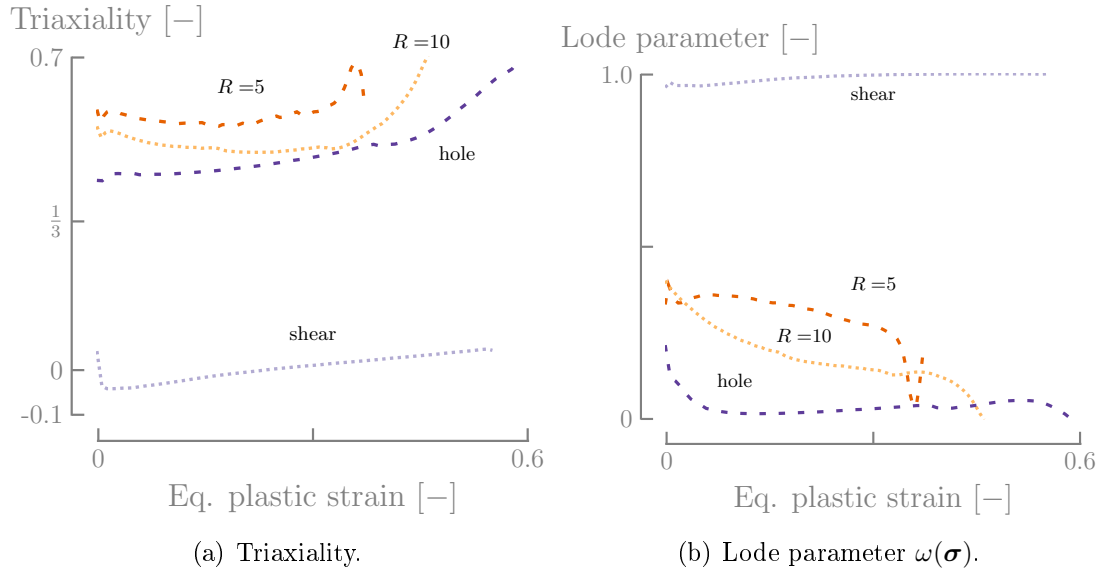 Triaxiality [−]
0.7
1/3
0
-0.1
R =10
R =5
hole
shear
0
0.6
Eq. plastic strain [−]
(a) Triaxiality.
Lode parameter [−]
1.0
0
shear
R =5
R =10
hole
0
0.6
Eq. plastic strain [−]
(b) Lode parameter ω(σ).